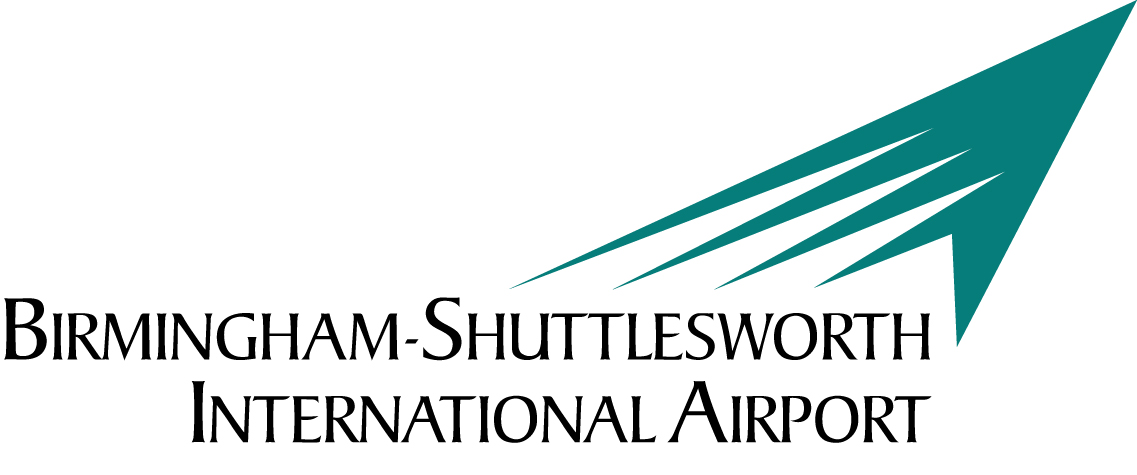 BIRMINGHAM-SHUTTLESWORTH
INTERNATIONAL AIRPORT